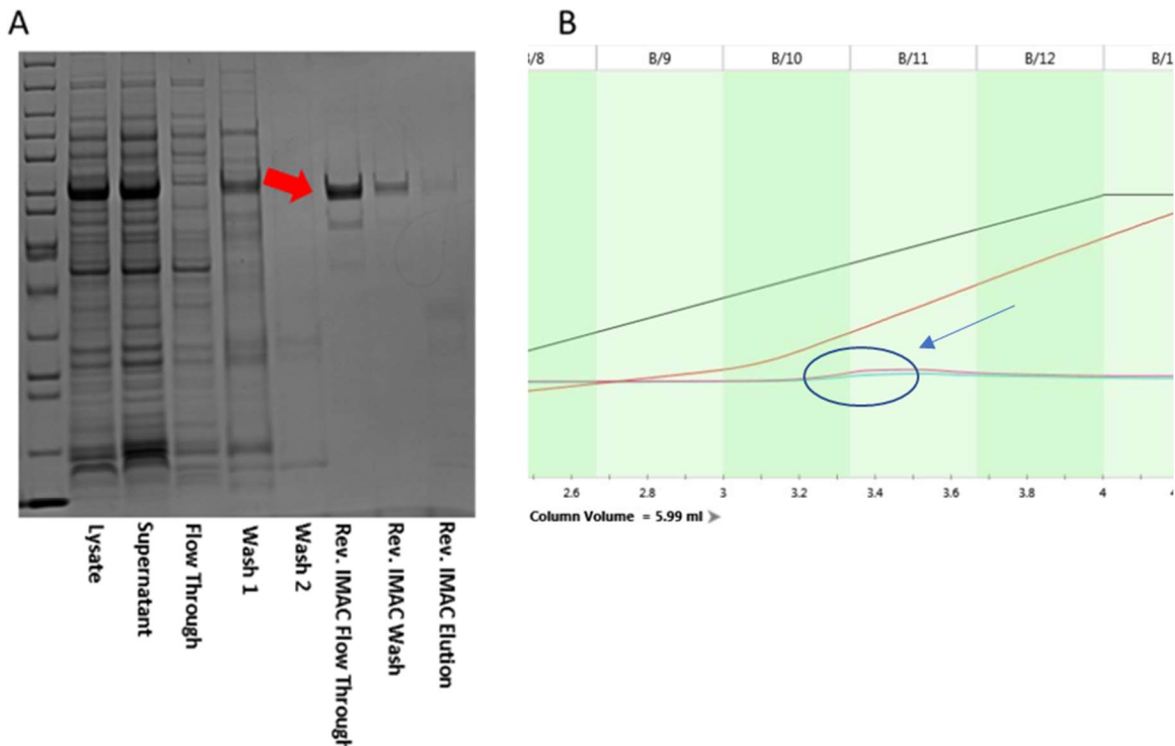 A
B
B/9
B/10
B/11
B/12
B/1
2.6
2.8
3
3.2
3.4
3.6
3.8
4
Column Volume = 5.99 ml
Lysate
Supernatant
Flow Through
Wash 1
Wash 2
Rev. IMAC Flow Through
Rev. IMAC Wash
Rev. IMAC Elution